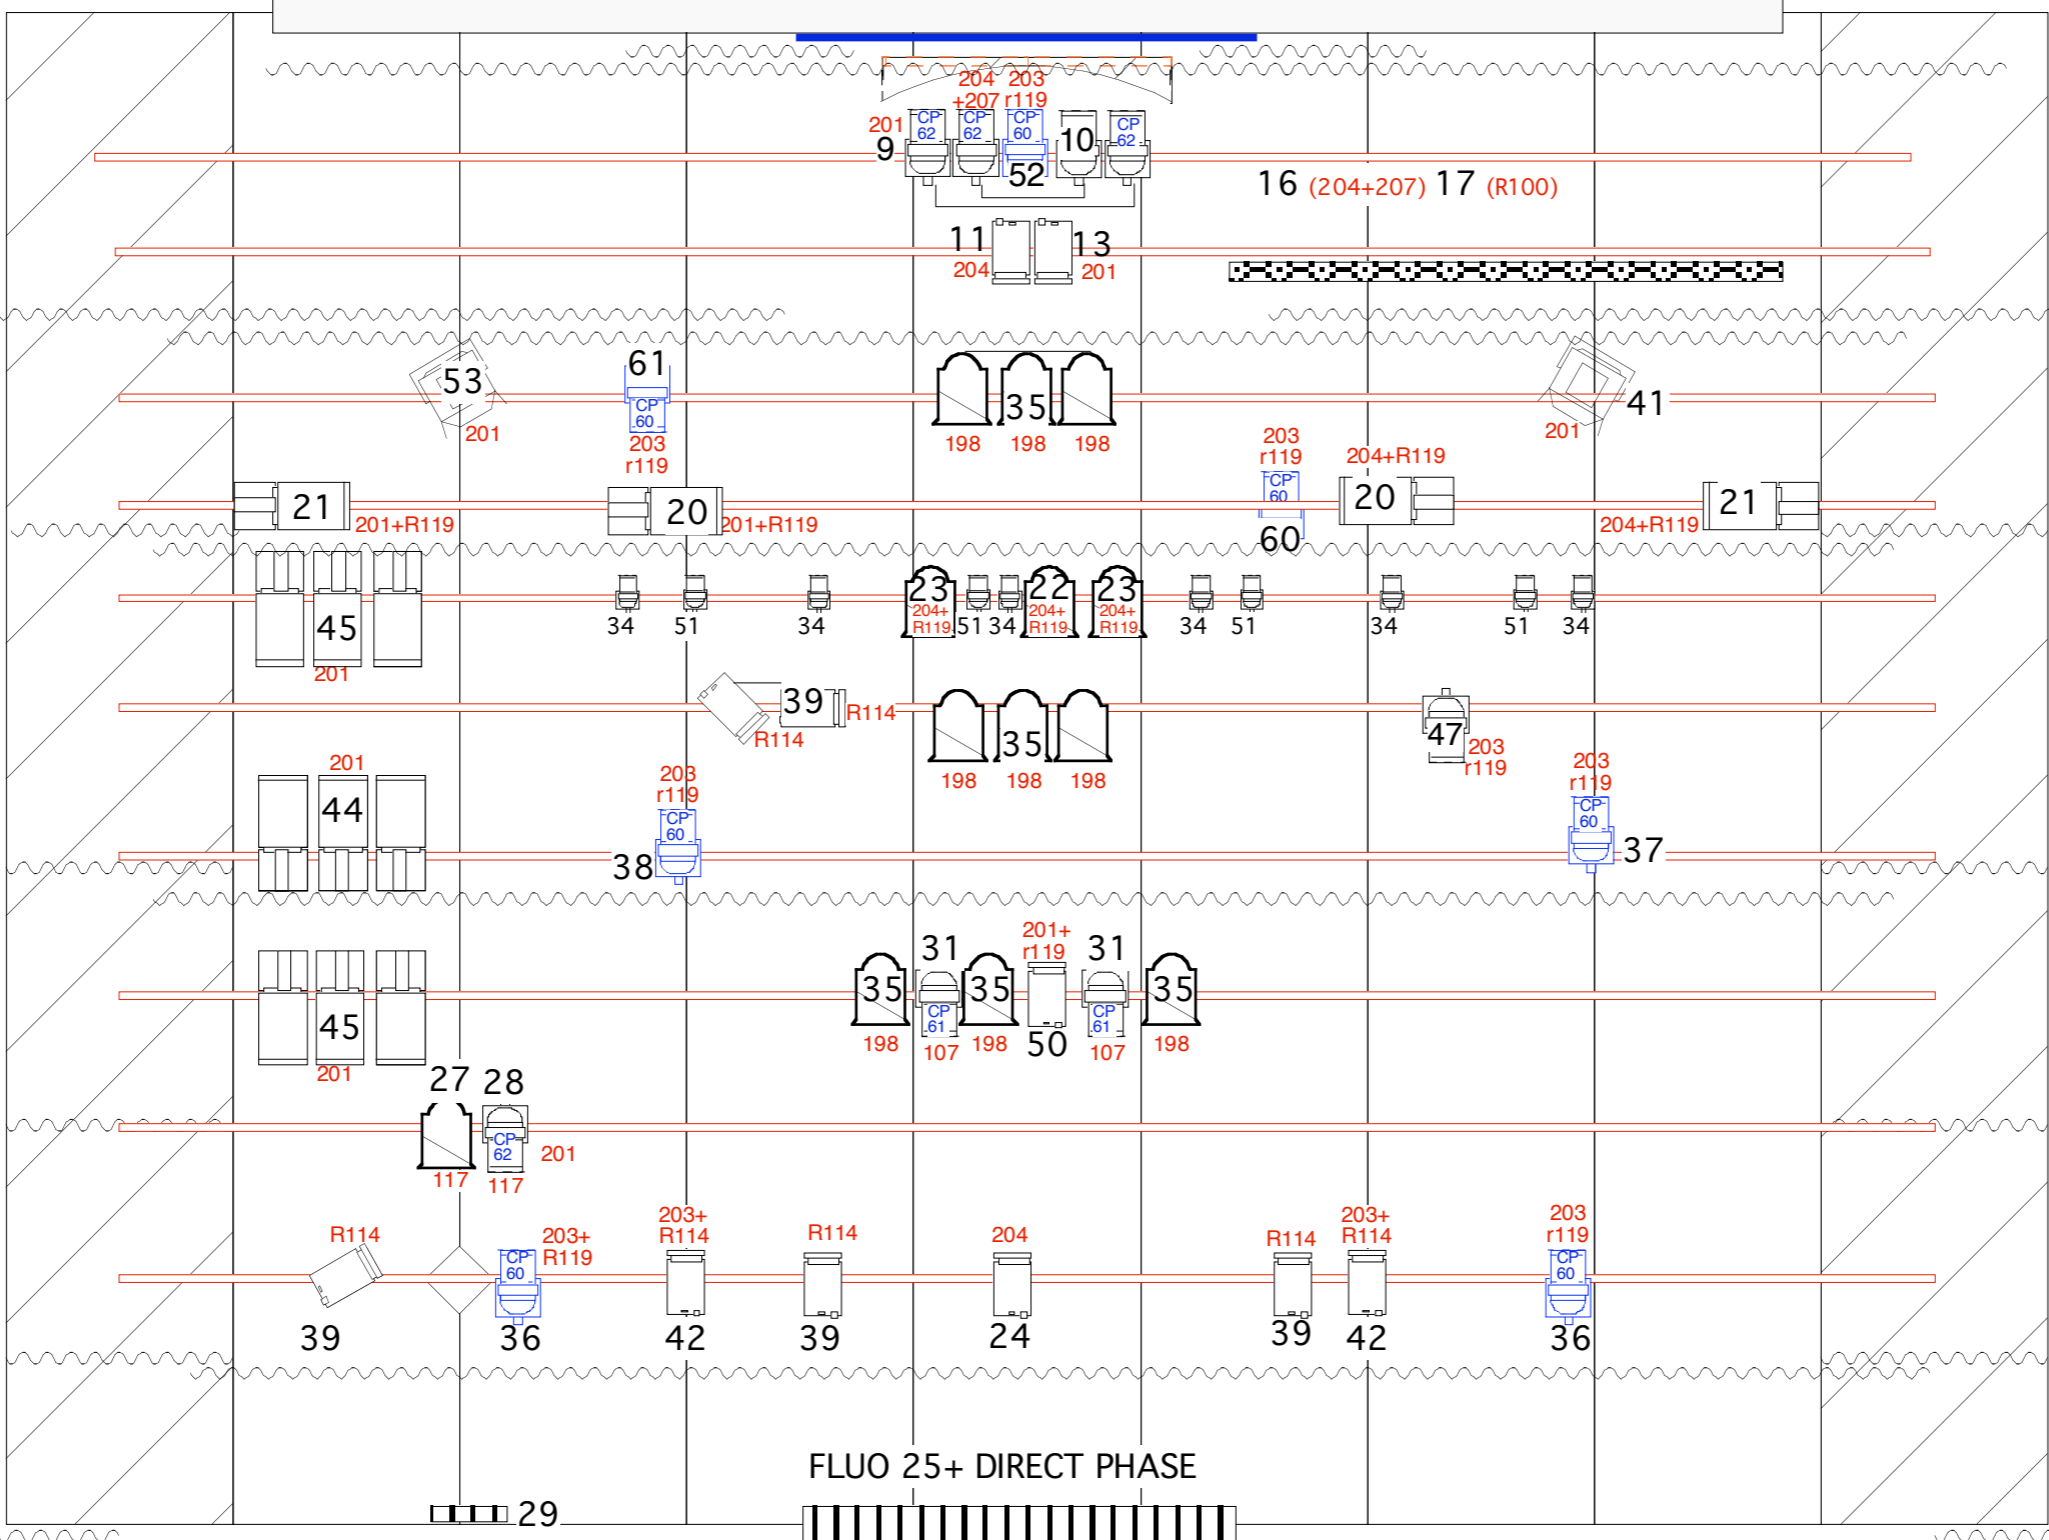 204 203
+207 r119
201 CP CP CP CP
62 62 60 10 62
9 52
16 (204+207) 17 (R100)
11 13
204 201
61
53 CP 35 41
60
201 203 198 198 198 201
r119
203
r119 204+R119
CP
60
21 20 20 21
201+R119 201+R119 60 204+R119
23 22 23
45 204+ 204+ 204+
R119 R119 R119
34 51 34 51 34 34 51 34 51 34
201
39 R114
R114 35 47 203
r119
198 198 198
201 203 203
r119 r119
44 CP CP
60 60
38 37
201+
31 r119 31
35 35 35
45 CP CP
61 61
198 107 198 50 107 198
201
27 28
CP
62 201
117 117
R114 203+ 203+ R114 204 R114 203+ 203
R119 R114 R114 r119
CP CP
60 60
39 36 42 39 24 39 42 36
FLUO 25+ DIRECT PHASE
29